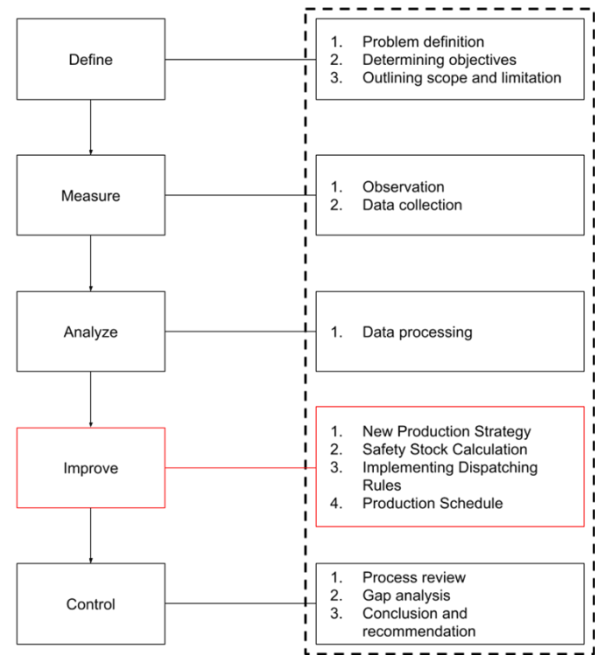 Define
1. Problem definition
2. Determining objectives
3. Outlining scope and limitation
Measure
1. Observation
2. Data collection
Analyze
1. Data processing
Improve
1. New Production Strategy
2. Safety Stock Calculation
3. Implementing Dispatching
Rules
4. Production Schedule
Control
1. Process review
2. Gap analysis
3. Conclusion and
recommendation